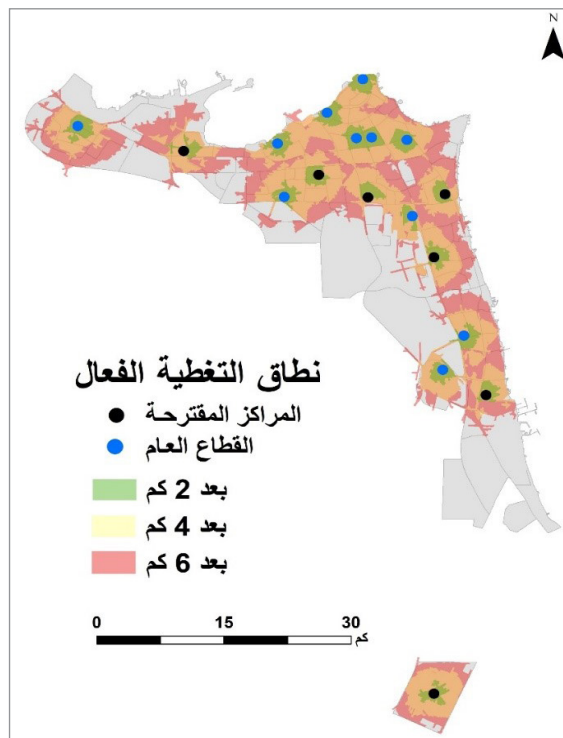 N
نطاق التغطية الفعال
المراكز المقترحة
القطاع العام
بعد 2 كم
بعد 4 كم
بعد 6 كم
0 15 30
كم